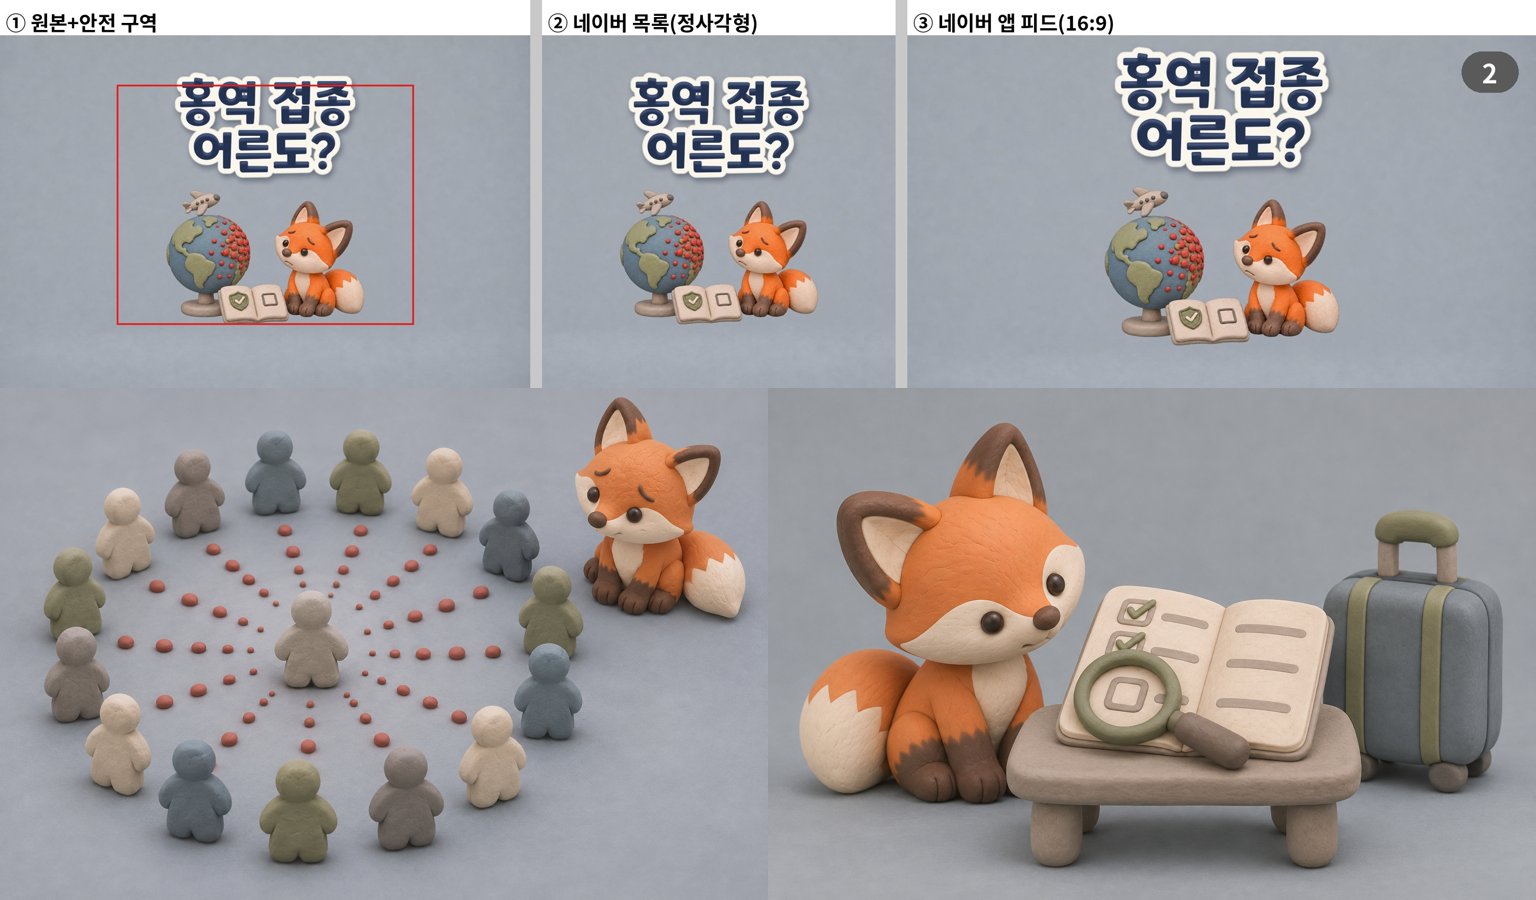 ① 원본+안전 구역
홍역 접종
어른도?
② 네이버 목록(정사각형)
홍역 접종
어른도?
③ 네이버 앱 피드(16:9)
2
홍역 접종
어른도?